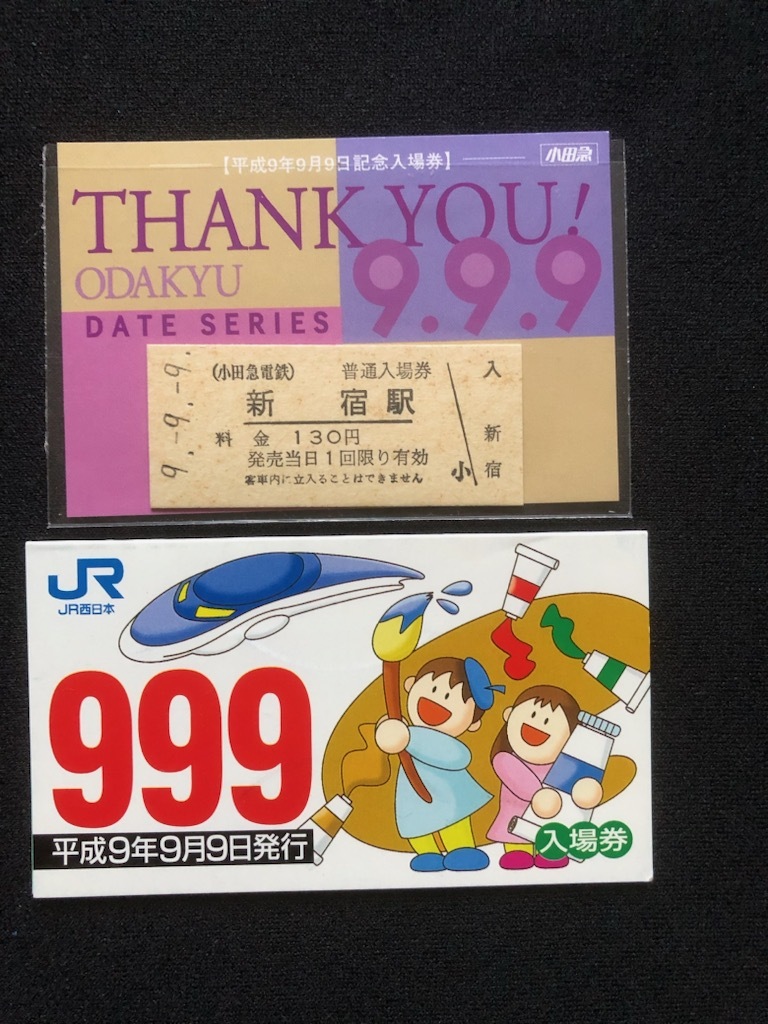 【平成9年9月9日記念入場券】
小田急
THANK YOU!
ODAKYU
9.9.9
DATE SERIES
9.-9.-9.
(小田急電鉄) 普通入場券
新宿駅
料金 130円
発売当日1回限り有効
客車内に立入ることはできません
小
入
新
宿
JR
JR西日本
999
平成9年9月9日発行
入場券